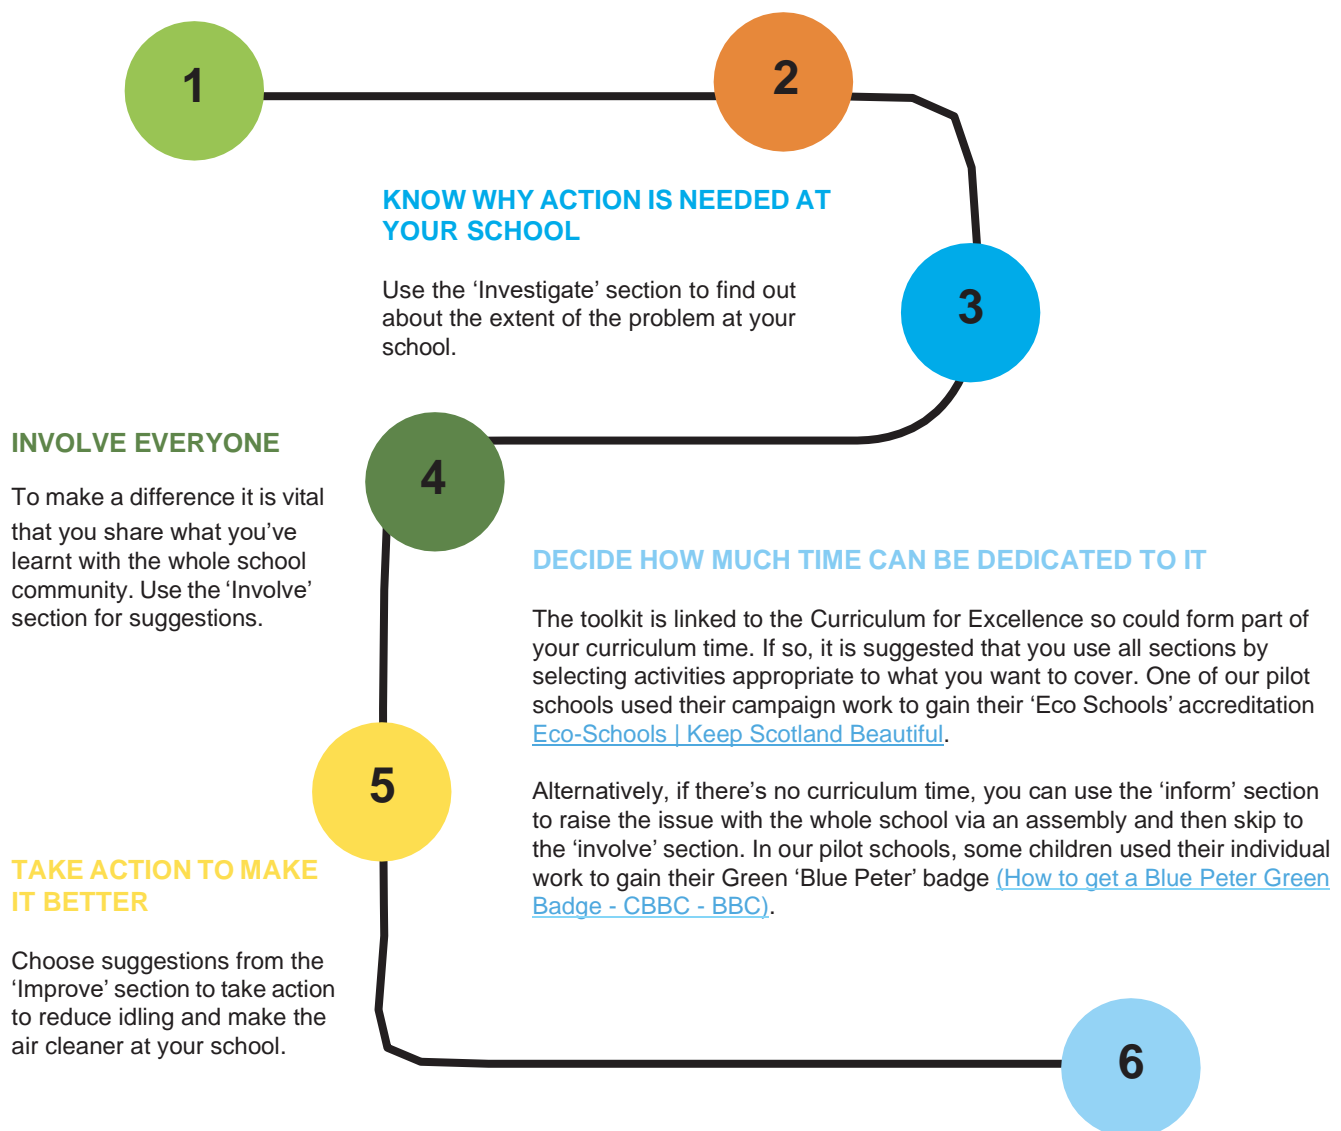 1
2
KNOW WHY ACTION IS NEEDED AT
YOUR SCHOOL
Use the ‘Investigate’ section to find out
about the extent of the problem at your
school.
3
INVOLVE EVERYONE
To make a difference it is vital
that you share what you’ve
learnt with the whole school
community. Use the ‘Involve’
section for suggestions.
4
5
TAKE ACTION TO MAKE
IT BETTER
Choose suggestions from the
‘Improve’ section to take action
to reduce idling and make the
air cleaner at your school.
DECIDE HOW MUCH TIME CAN BE DEDICATED TO IT
The toolkit is linked to the Curriculum for Excellence so could form part of
your curriculum time. If so, it is suggested that you use all sections by
selecting activities appropriate to what you want to cover. One of our pilot
schools used their campaign work to gain their ‘Eco Schools’ accreditation
Eco-Schools | Keep Scotland Beautiful.
Alternatively, if there’s no curriculum time, you can use the ‘inform’ section
to raise the issue with the whole school via an assembly and then skip to
the ‘involve’ section. In our pilot schools, some children used their individual
work to gain their Green ‘Blue Peter’ badge (How to get a Blue Peter Green
Badge - CBBC - BBC).
6